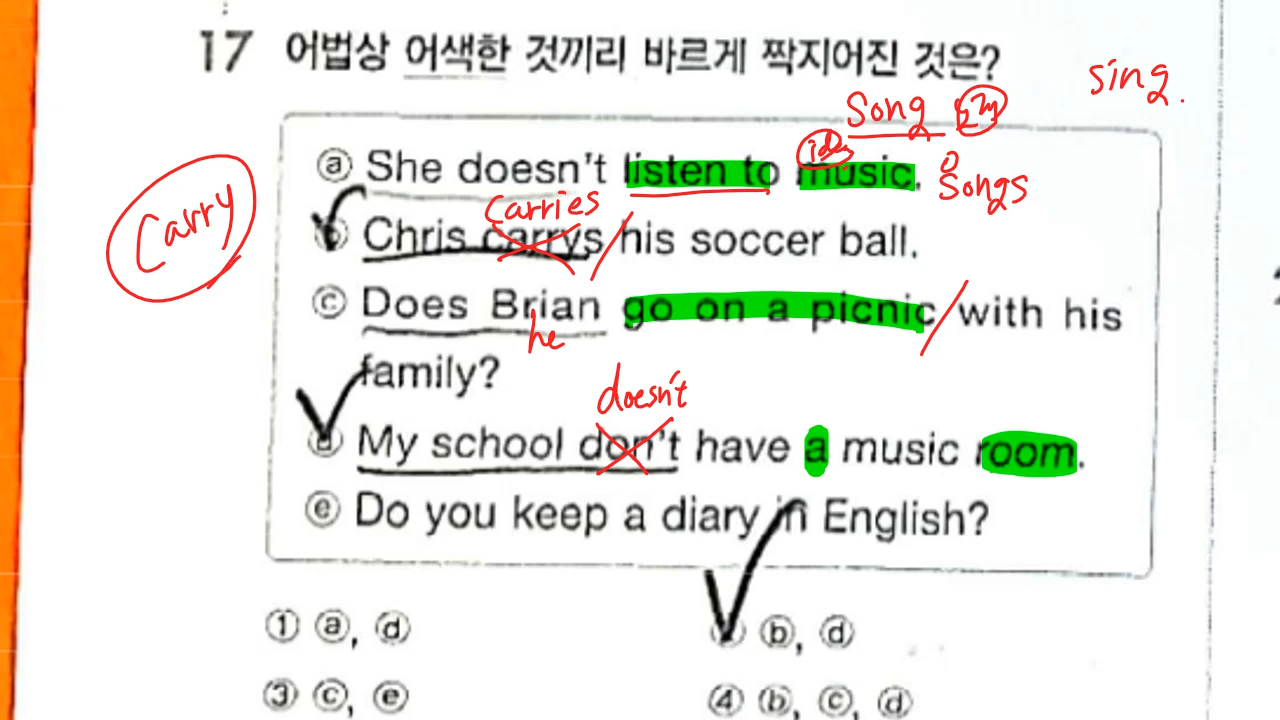 17 어법상 어색한 것끼리 바르게 짝지어진 것은?
sing.
Song
ⓐ She doesn't listen to music.
Songs
Carry
carries
Chris carrys his soccer ball.
ⓒ Does Brian go on a picnic with his
he
family?
doesn't
ⓓ My school don't have a music room.
ⓔ Do you keep a diary in English?
① ⓐ, ⓓ
ⓑ, ⓓ
③ ⓒ, ⓔ
④ ⓑ, ⓒ, ⓓ